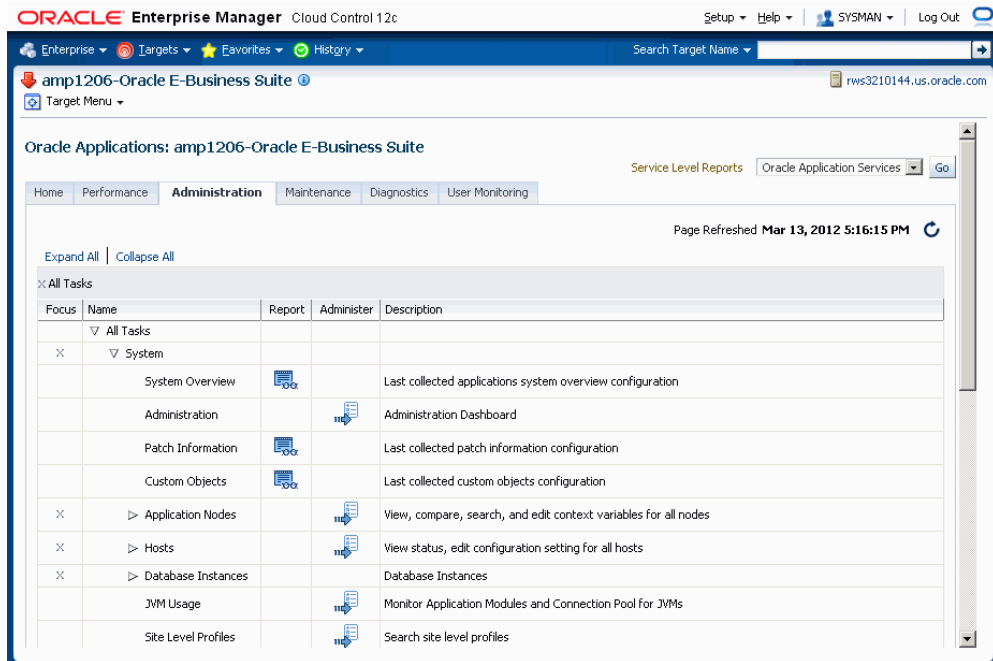 ORACLE Enterprise Manager Cloud Control 12c
Setup Help SYSMAN Log Out
Enterprise Targets Favorites History Search Target Name
amp1206-Oracle E-Business Suite
rws3210144.us.oracle.com
Target Menu
Oracle Applications: amp1206-Oracle E-Business Suite
Service Level Reports Oracle Application Services Go
Home Performance Administration Maintenance Diagnostics User Monitoring
Page Refreshed Mar 13, 2012 5:16:15 PM
Expand All Collapse All
All Tasks
Focus Name Report Administer Description
All Tasks
System
System Overview Last collected applications system overview configuration
Administration Administration Dashboard
Patch Information Last collected patch information configuration
Custom Objects Last collected custom objects configuration
Application Nodes View, compare, search, and edit context variables for all nodes
Hosts View status, edit configuration setting for all hosts
Database Instances Database Instances
JVM Usage Monitor Application Modules and Connection Pool for JVMs
Site Level Profiles Search site level profiles